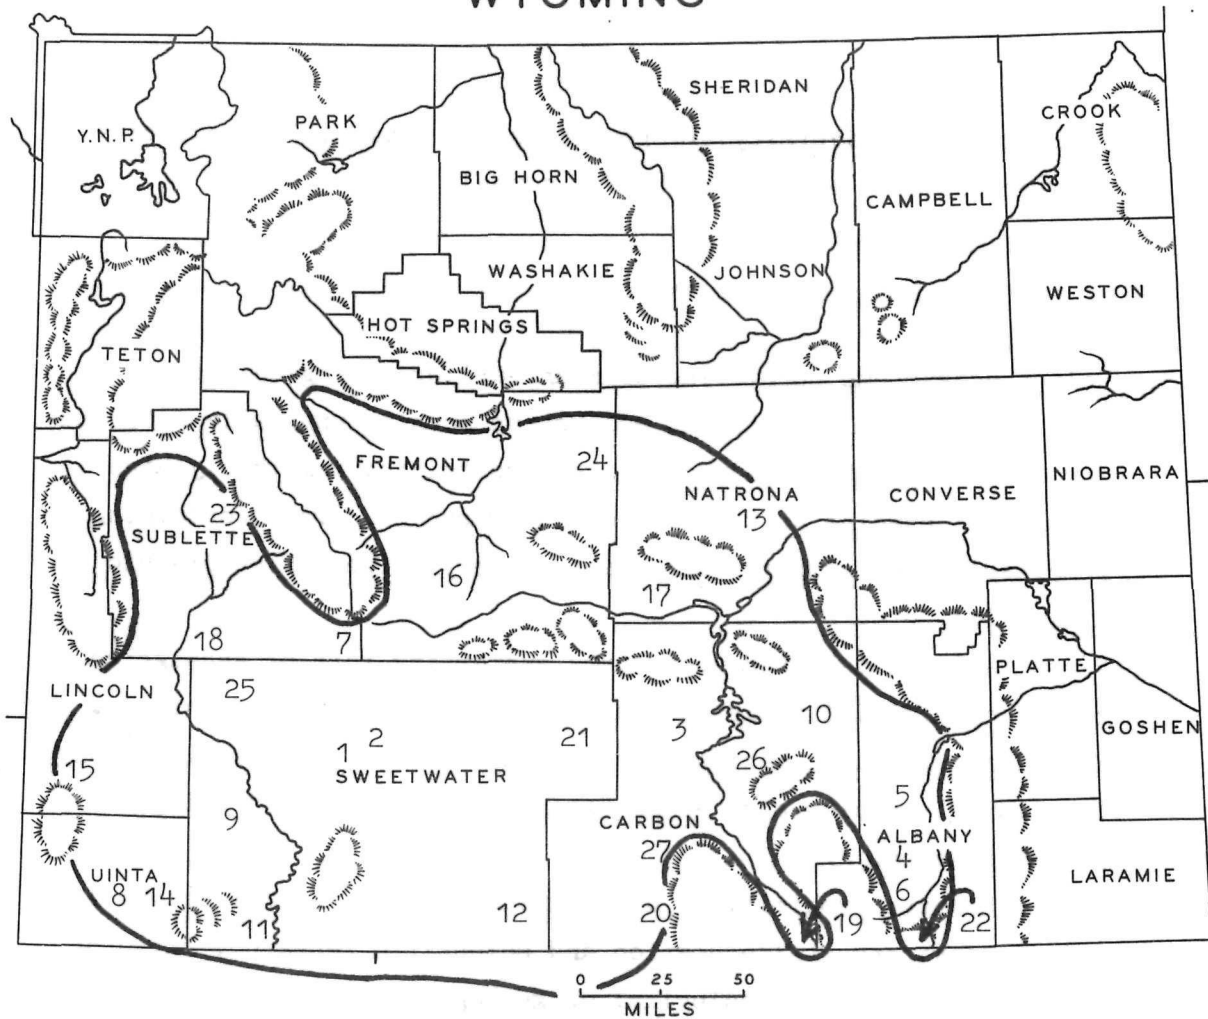 WYOMING
SHERIDAN
CROOK
PARK
Y.N.P.
BIG HORN
CAMPBELL
WASHAKIE
JOHNSON
WESTON
HOT SPRINGS
TETON
FREMONT
24
NIOBRARA
NATRONA
CONVERSE
23
13
SUBLETTE
16
17
18
7
PLATTE
LINCOLN
25
10
GOSHEN
3
21
2
1
26
15
SWEETWATER
5
9
CARBON
ALBANY
27
4
UINTA
LARAMIE
8
14
6
12
20
19
22
11
0 25 50
MILES